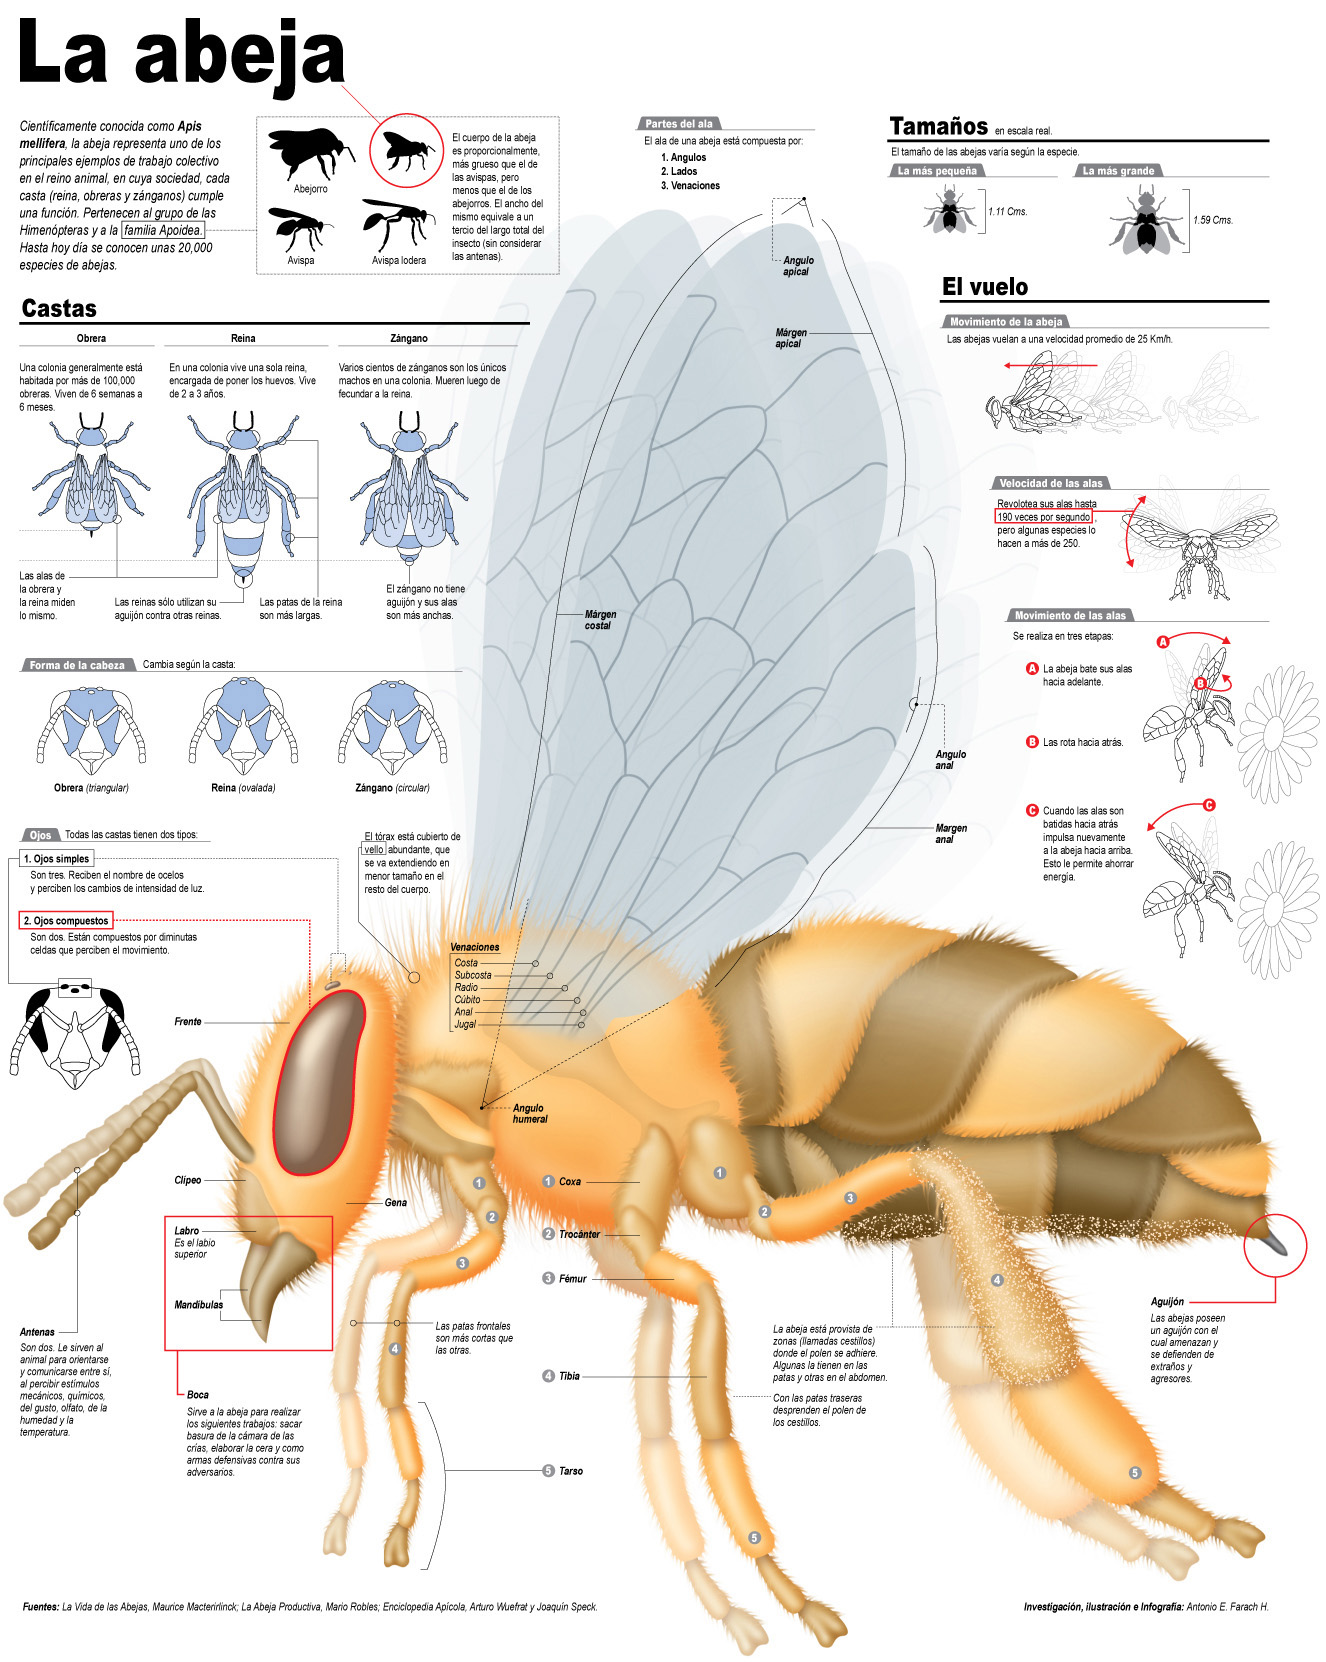 La abeja
Científicamente conocida como Apis
mellifera, la abeja representa uno de los
principales ejemplos de trabajo colectivo
en el reino animal, en cuya sociedad, cada
casta (reina, obreras y zánganos) cumple
una función. Pertenecen al grupo de las
Himenópteras y a la familia Apoidea.
Hasta hoy día se conocen unas 20,000
especies de abejas.
Abejorro
Avispa
Avispa lodera
El cuerpo de la abeja
es proporcionalmente,
más grueso que el de
las avispas, pero
menos que el de los
abejorros. El ancho del
mismo equivale a un
tercio del largo total del
insecto (sin considerar
las antenas).
Partes del ala
El ala de una abeja está compuesta por:
1. Angulos
2. Lados
3. Venaciones
Tamaños en escala real.
El tamaño de las abejas varía según la especie.
La más pequeña
1.11 Cms.
La más grande
1.59 Cms.
Castas
Obrera
Una colonia generalmente está
habitada por más de 100,000
obreras. Viven de 6 semanas a
6 meses.
Reina
En una colonia vive una sola reina,
encargada de poner los huevos. Vive
de 2 a 3 años.
Zángano
Varios cientos de zánganos son los únicos
machos en una colonia. Mueren luego de
fecundar a la reina.
Las alas de
la obrera y
la reina miden
lo mismo.
Las reinas sólo utilizan su
aguijón contra otras reinas.
Las patas de la reina
son más largas.
El zángano no tiene
aguijón y sus alas
son más anchas.
Forma de la cabeza
Cambia según la casta:
Obrera (triangular)
Reina (ovalada)
Zángano (circular)
Ojos
Todas las castas tienen dos tipos:
1. Ojos simples
Son tres. Reciben el nombre de ocelos
y perciben los cambios de intensidad de luz.
2. Ojos compuestos
Son dos. Están compuestos por diminutas
celdas que perciben el movimiento.
El tórax está cubierto de
vello abundante, que
se va extendiendo en
menor tamaño en el
resto del cuerpo.
Angulo
apical
Márgen
apical
Márgen
costal
Angulo
anal
Margen
anal
El vuelo
Movimiento de la abeja
Las abejas vuelan a una velocidad promedio de 25 Km/h.
Velocidad de las alas
Revolotea sus alas hasta
190 veces por segundo,
pero algunas especies lo
hacen a más de 250.
Movimiento de las alas
Se realiza en tres etapas:
A La abeja bate sus alas
hacia adelante.
B Las rota hacia atrás.
C Cuando las alas son
batidas hacia atrás
impulsa nuevamente
a la abeja hacia arriba.
Esto le permite ahorrar
energía.
A
B
C
Venaciones
Costa
Subcosta
Radio
Cúbito
Anal
Jugal
Angulo
humeral
Frente
Clípeo
Gena
Labro
Es el labio
superior
Mandíbulas
Antenas
Son dos. Le sirven al
animal para orientarse
y comunicarse entre sí,
al percibir estímulos
mecánicos, químicos,
del gusto, olfato, de la
humedad y la
temperatura.
Boca
Sirve a la abeja para realizar
los siguientes trabajos: sacar
basura de la cámara de las
crías, elaborar la cera y como
armas defensivas contra sus
adversarios.
Las patas frontales
son más cortas que
las otras.
1 Coxa
2 Trocánter
3 Fémur
4 Tibia
5 Tarso
1
2
3
4
1
2
3
4
5
5
La abeja está provista de
zonas (llamadas cestillos)
donde el polen se adhiere.
Algunas la tienen en las
patas y otras en el abdomen.
Con las patas traseras
desprenden el polen de
los cestillos.
Aguijón
Las abejas poseen
un aguijón con el
cual amenazan y
se defienden de
extraños y
agresores.
Fuentes: La Vida de las Abejas, Maurice Macterirlinck; La Abeja Productiva, Mario Robles; Enciclopedia Apícola, Arturo Wuefrat y Joaquín Speck.
Investigación, ilustración e Infografía: Antonio E. Farach H.